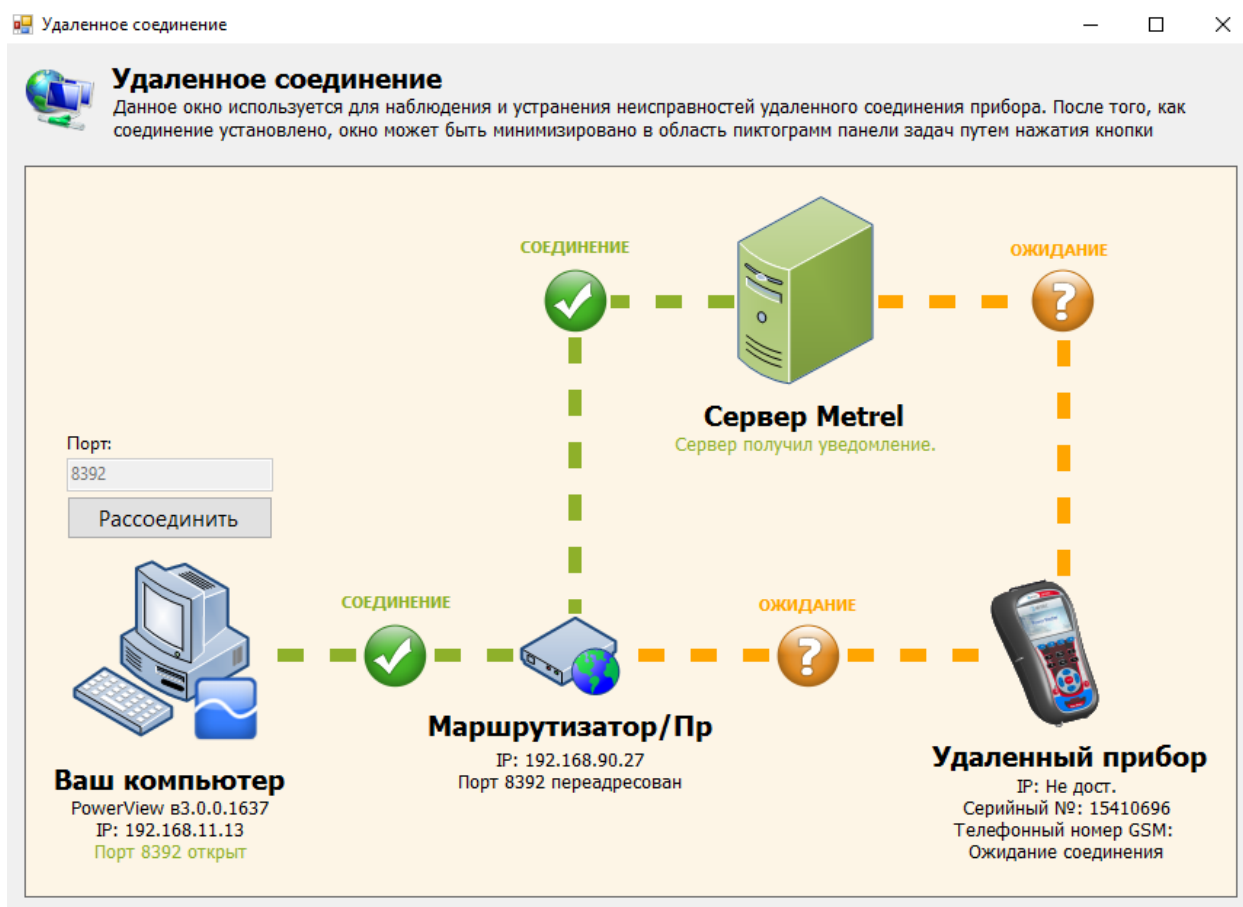 Удаленное соединение
Удаленное соединение
Данное окно используется для наблюдения и устранения неисправностей удаленного соединения прибора. После того, как
соединение установлено, окно может быть минимизировано в область пиктограмм панели задач путем нажатия кнопки
СОЕДИНЕНИЕ
ОЖИДАНИЕ
Сервер Metrel
Сервер получил уведомление.
Порт:
8392
Рассоединить
СОЕДИНЕНИЕ
ОЖИДАНИЕ
Маршрутизатор/Пр
IP: 192.168.90.27
Порт 8392 переадресован
Ваш компьютер
PowerView в3.0.0.1637
IP: 192.168.11.13
Порт 8392 открыт
Удаленный прибор
IP: Не дост.
Серийный №: 15410696
Телефонный номер GSM:
Ожидание соединения